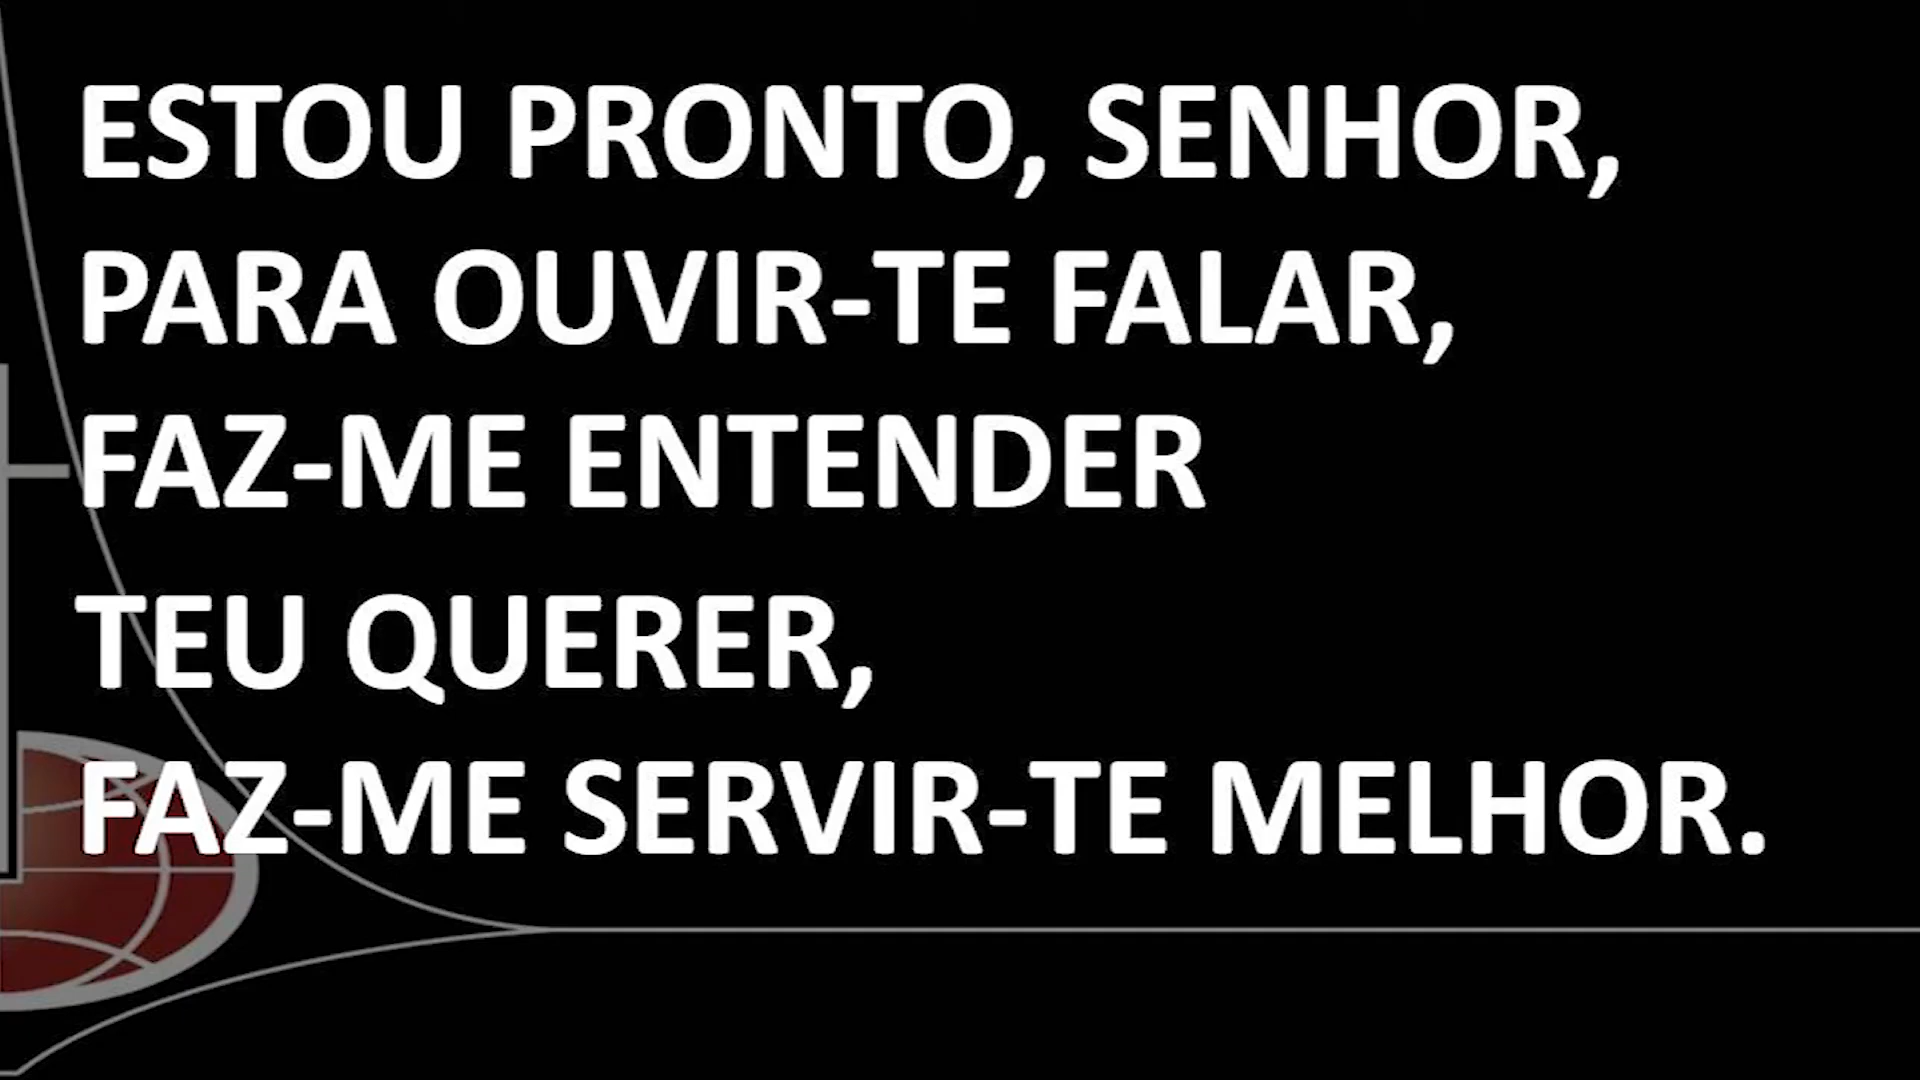 ESTOU PRONTO, SENHOR,
PARA OUVIR-TE FALAR,
FAZ-ME ENTENDER
TEU QUERER,
FAZ-ME SERVIR-TE MELHOR.